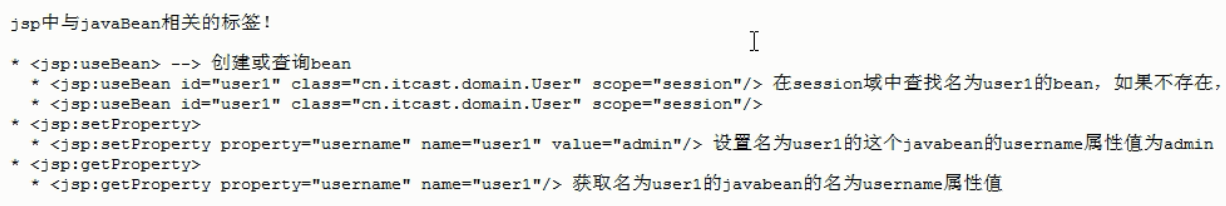 jsp中与javaBean相关的标签！
* <jsp:useBean> --> 创建或查询bean
* <jsp:useBean id="user1" class="cn.itcast.domain.User" scope="session"/> 在session域中查找名为user1的bean，如果不存在，
* <jsp:useBean id="user1" class="cn.itcast.domain.User" scope="session"/>
* <jsp:setProperty>
* <jsp:setProperty property="username" name="user1" value="admin"/> 设置名为user1的这个javabean的username属性值为admin
* <jsp:getProperty>
* <jsp:getProperty property="username" name="user1"/> 获取名为user1的javabean的名为username属性值